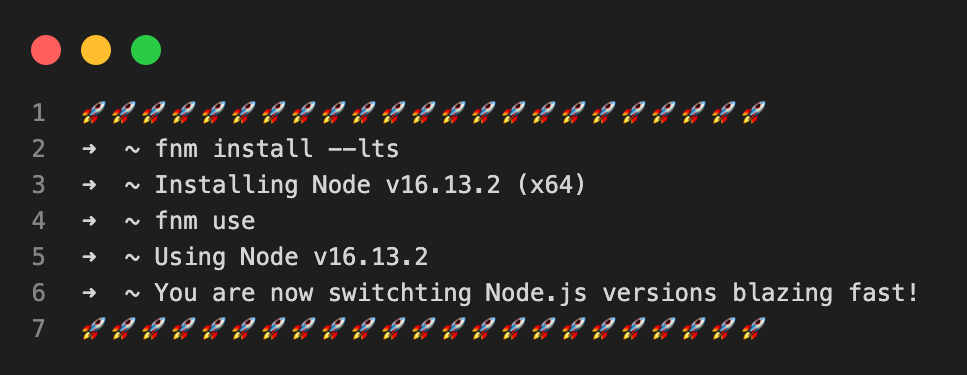 1 🚀🚀🚀🚀🚀🚀🚀🚀🚀🚀🚀🚀🚀🚀🚀🚀🚀🚀🚀🚀🚀🚀🚀
2 ➜ ~ fnm install --lts
3 ➜ ~ Installing Node v16.13.2 (x64)
4 ➜ ~ fnm use
5 ➜ ~ Using Node v16.13.2
6 ➜ ~ You are now switchting Node.js versions blazing fast!
7 🚀🚀🚀🚀🚀🚀🚀🚀🚀🚀🚀🚀🚀🚀🚀🚀🚀🚀🚀🚀🚀🚀🚀